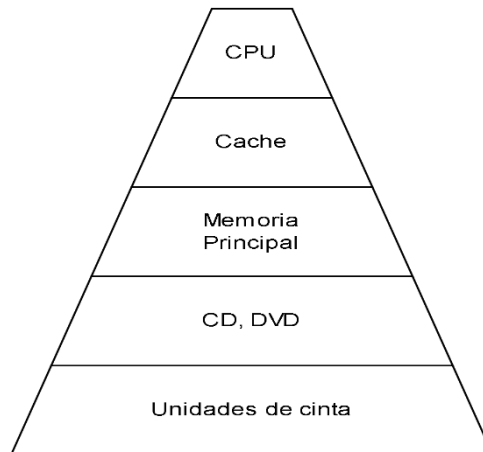 CPU
Cache
Memoria
Principal
CD, DVD
Unidades de cinta